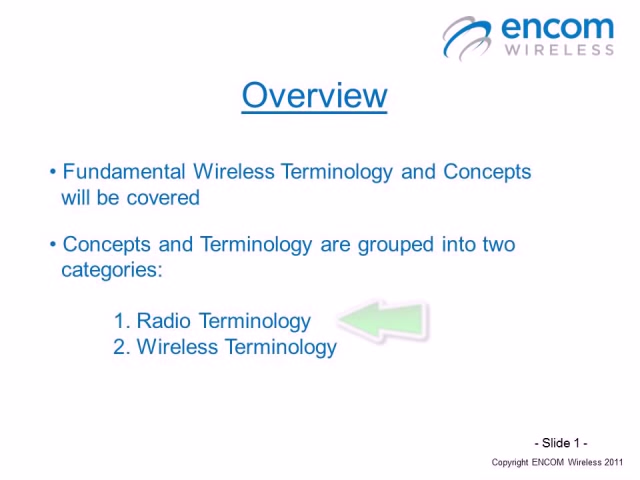 encom
WIRELESS
Overview
• Fundamental Wireless Terminology and Concepts
will be covered
• Concepts and Terminology are grouped into two
categories:
1. Radio Terminology
2. Wireless Terminology
- Slide 1 -
Copyright ENCOM Wireless 2011